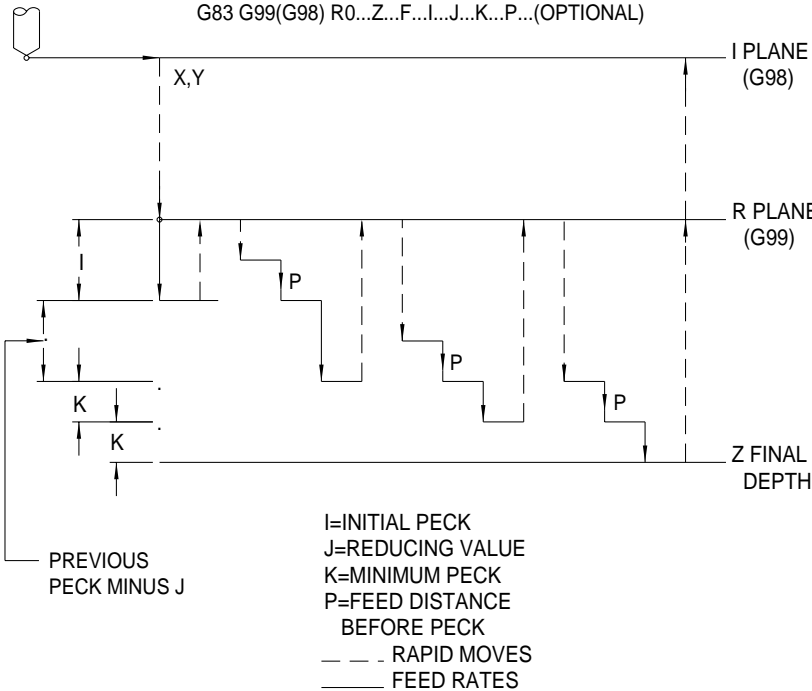 G83 G99(G98) R0...Z...F...I...J...K...P...(OPTIONAL)
I PLANE
(G98)
X,Y
R PLANE
(G99)
I
P
P
K
P
K
Z FINAL
DEPTH
PREVIOUS
PECK MINUS J
I=INITIAL PECK
J=REDUCING VALUE
K=MINIMUM PECK
P=FEED DISTANCE
BEFORE PECK
RAPID MOVES
FEED RATES